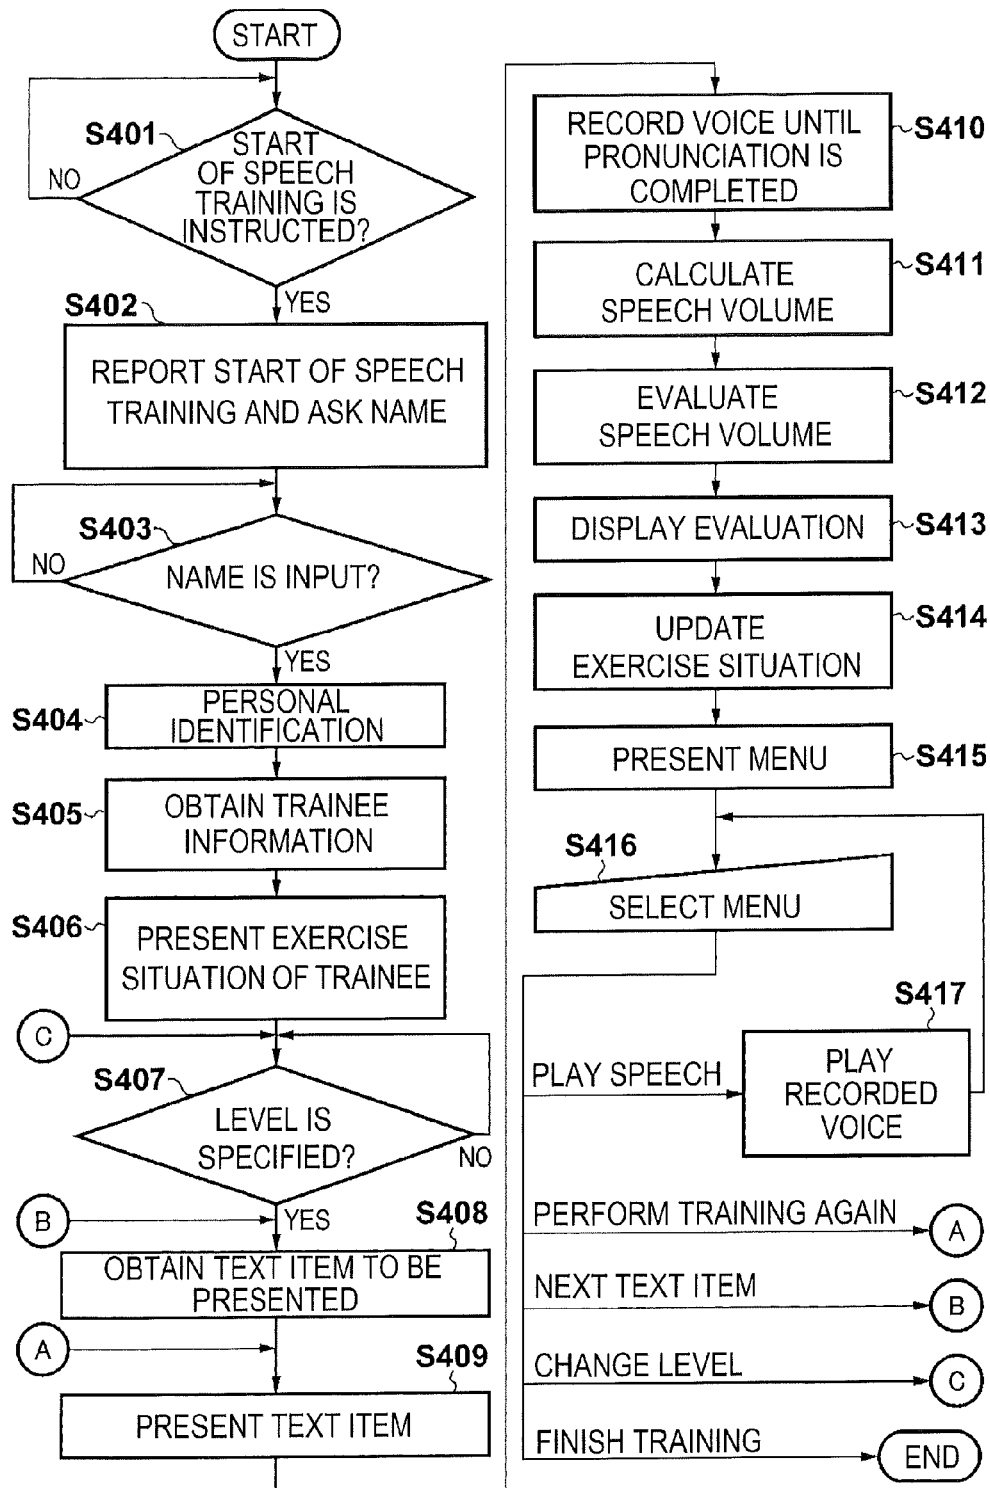 START
S401
START
OF SPEECH
TRAINING IS
INSTRUCTED?
NO
YES
S402
REPORT START OF SPEECH
TRAINING AND ASK NAME
S403
NO
NAME IS INPUT?
YES
S404
PERSONAL
IDENTIFICATION
S405
OBTAIN TRAINEE
INFORMATION
S406
PRESENT EXERCISE
SITUATION OF TRAINEE
C
S407
LEVEL IS
SPECIFIED?
NO
B
YES
S408
OBTAIN TEXT ITEM TO BE
PRESENTED
A
S409
PRESENT TEXT ITEM
RECORD VOICE UNTIL
PRONUNCIATION IS
COMPLETED
S410
CALCULATE
SPEECH VOLUME
S411
EVALUATE
SPEECH VOLUME
S412
DISPLAY EVALUATION
S413
UPDATE
EXERCISE SITUATION
S414
PRESENT MENU
S415
S416
SELECT MENU
S417
PLAY SPEECH
PLAY
RECORDED
VOICE
PERFORM TRAINING AGAIN
A
NEXT TEXT ITEM
B
CHANGE LEVEL
C
FINISH TRAINING
END